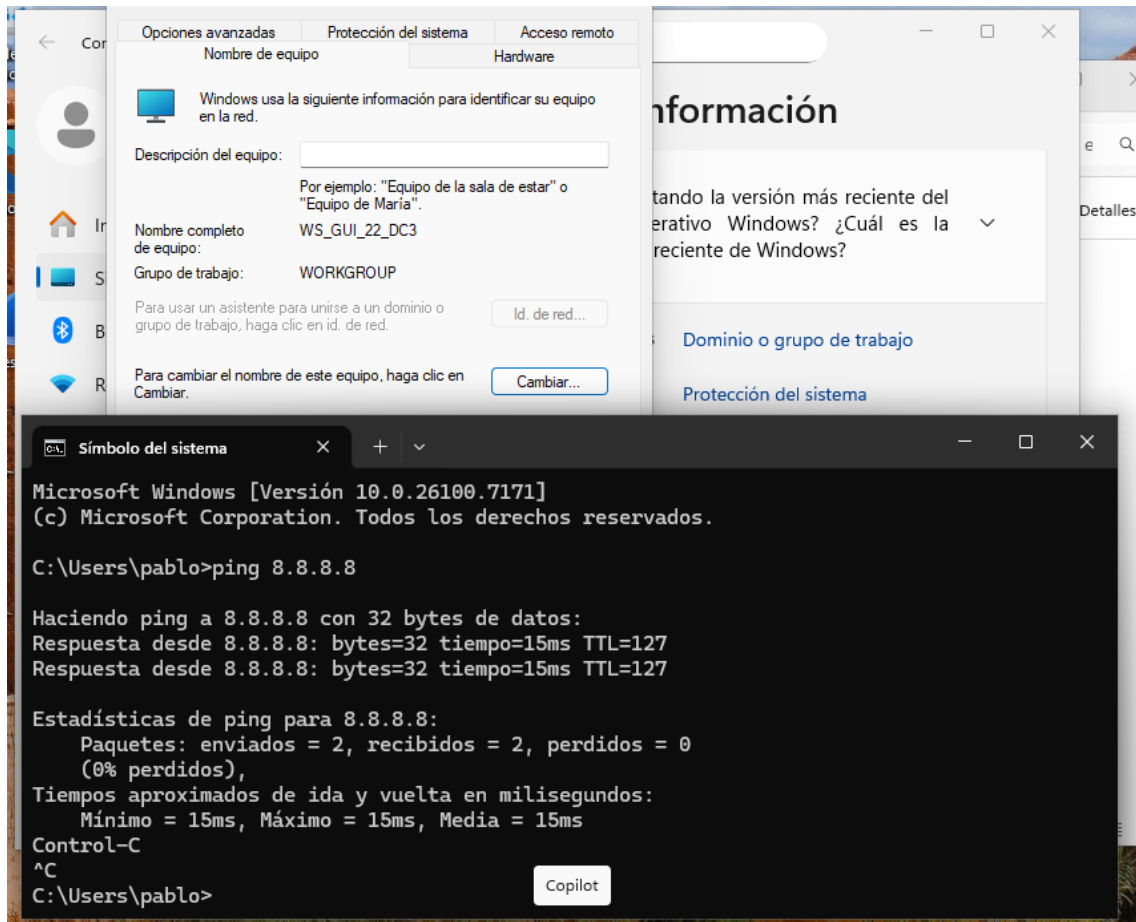 Opciones avanzadas
Protección del sistema
Acceso remoto
Nombre de equipo
Hardware
Windows usa la siguiente información para identificar su equipo
en la red.
Descripción del equipo:
Por ejemplo: "Equipo de la sala de estar" o
"Equipo de María".
Nombre completo
de equipo:
WS_GUI_22_DC3
Grupo de trabajo:
WORKGROUP
Para usar un asistente para unirse a un dominio o
grupo de trabajo, haga clic en id. de red.
Id. de red...
Para cambiar el nombre de este equipo, haga clic en
Cambiar.
Cambiar...
Cor
In
S
B
R
nformación
tando la versión más reciente del
erativo Windows? ¿Cuál es la
reciente de Windows?
Dominio o grupo de trabajo
Protección del sistema
e
Detalles
Símbolo del sistema
Microsoft Windows [Versión 10.0.26100.7171]
(c) Microsoft Corporation. Todos los derechos reservados.
C:\Users\pablo>ping 8.8.8.8
Haciendo ping a 8.8.8.8 con 32 bytes de datos:
Respuesta desde 8.8.8.8: bytes=32 tiempo=15ms TTL=127
Respuesta desde 8.8.8.8: bytes=32 tiempo=15ms TTL=127
Estadísticas de ping para 8.8.8.8:
Paquetes: enviados = 2, recibidos = 2, perdidos = 0
(0% perdidos),
Tiempos aproximados de ida y vuelta en milisegundos:
Mínimo = 15ms, Máximo = 15ms, Media = 15ms
Control-C
^C
C:\Users\pablo>
Copilot